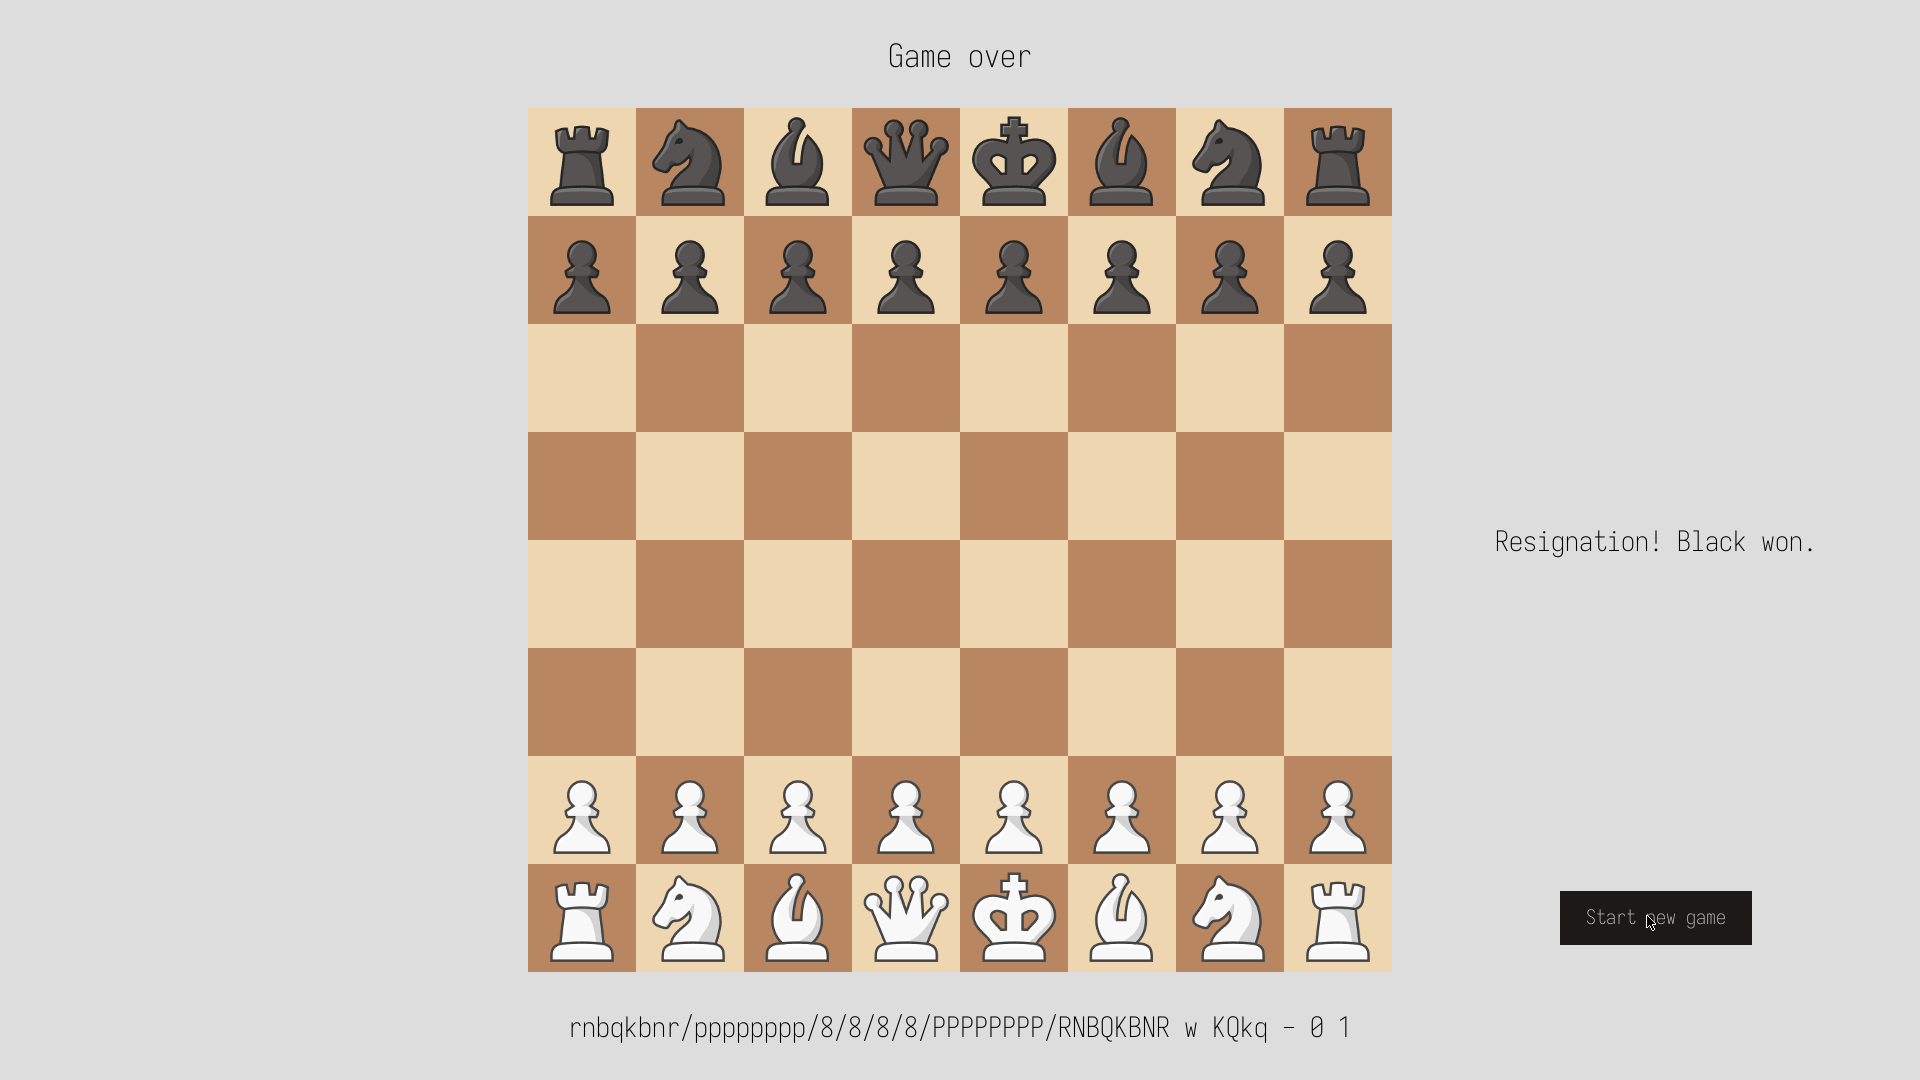 Game over
Resignation! Black won.
Start new game
rnbqkbnr/pppppppp/8/8/8/8/PPPPPPPP/RNBQKBNR w KQkq - 0 1